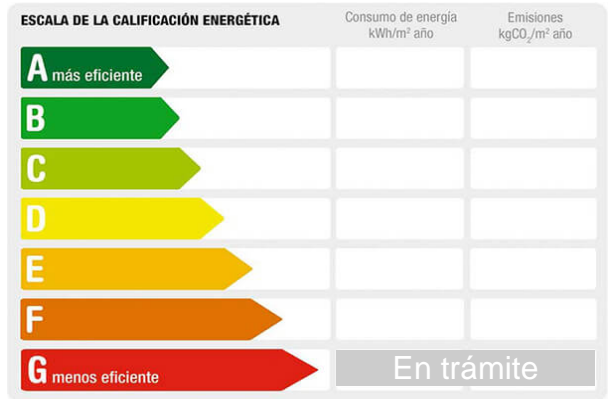 ESCALA DE LA CALIFICACIÓN ENERGÉTICA
Consumo de energía
kWh/m² año
Emisiones
kgCO₂/m² año
A más eficiente
B
C
D
E
F
G menos eficiente
En trámite